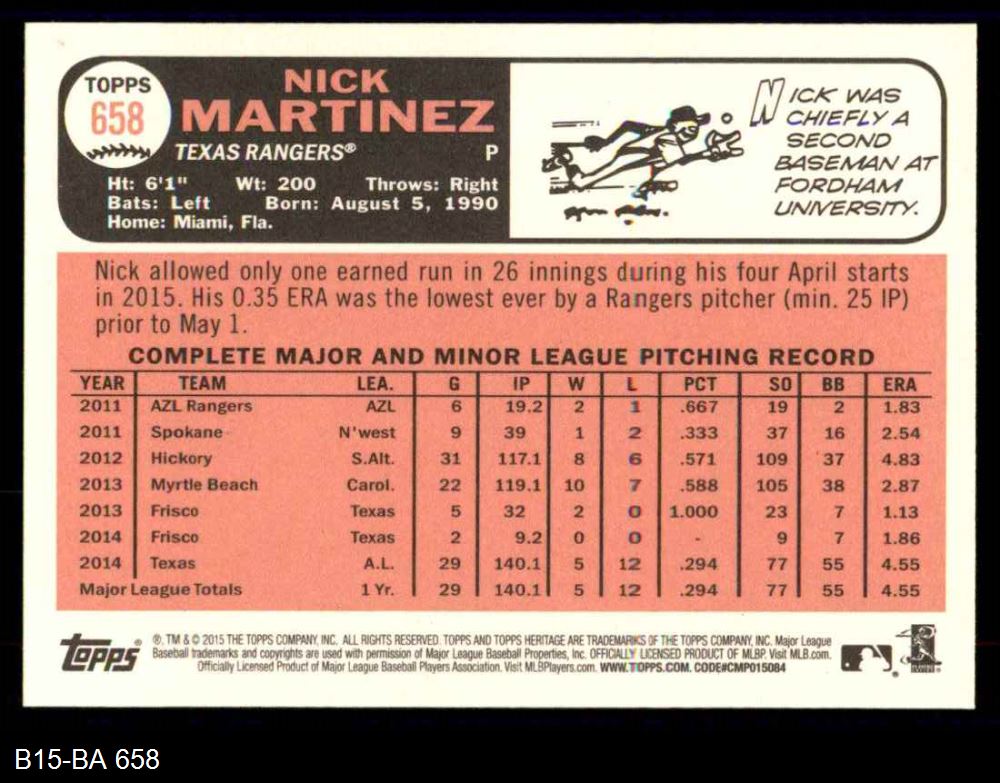 TOPPS
658
NICK
MARTINEZ
TEXAS RANGERS® P
Ht: 6'1" Wt: 200 Throws: Right
Bats: Left Born: August 5, 1990
Home: Miami, Fla.
NICK WAS
CHIEFLY A
SECOND
BASEMAN AT
FORDHAM
UNIVERSITY.
Nick allowed only one earned run in 26 innings during his four April starts
in 2015. His 0.35 ERA was the lowest ever by a Rangers pitcher (min. 25 IP)
prior to May 1.
COMPLETE MAJOR AND MINOR LEAGUE PITCHING RECORD
YEAR TEAM LEA. G IP W L PCT SO BB ERA
2011 AZL Rangers AZL 6 19.2 2 1 .667 19 2 1.83
2011 Spokane N'west 9 39 1 2 .333 37 16 2.54
2012 Hickory S.Alt. 31 117.1 8 6 .571 109 37 4.83
2013 Myrtle Beach Carol. 22 119.1 10 7 .588 105 38 2.87
2013 Frisco Texas 5 32 2 0 1.000 23 7 1.13
2014 Frisco Texas 2 9.2 0 0 - 9 7 1.86
2014 Texas A.L. 29 140.1 5 12 .294 77 55 4.55
Major League Totals 1 Yr. 29 140.1 5 12 .294 77 55 4.55
Topps ®. TM & © 2015 THE TOPPS COMPANY, INC. ALL RIGHTS RESERVED. TOPPS AND TOPPS HERITAGE ARE TRADEMARKS OF THE TOPPS COMPANY, INC. Major League
Baseball trademarks and copyrights are used with permission of Major League Baseball Properties, Inc. OFFICIALLY LICENSED PRODUCT OF MLBP. Visit MLB.com.
Officially Licensed Product of Major League Baseball Players Association. Visit MLBPlayers.com. WWW.TOPPS.COM. CODE#CMP015084
B15-BA 658